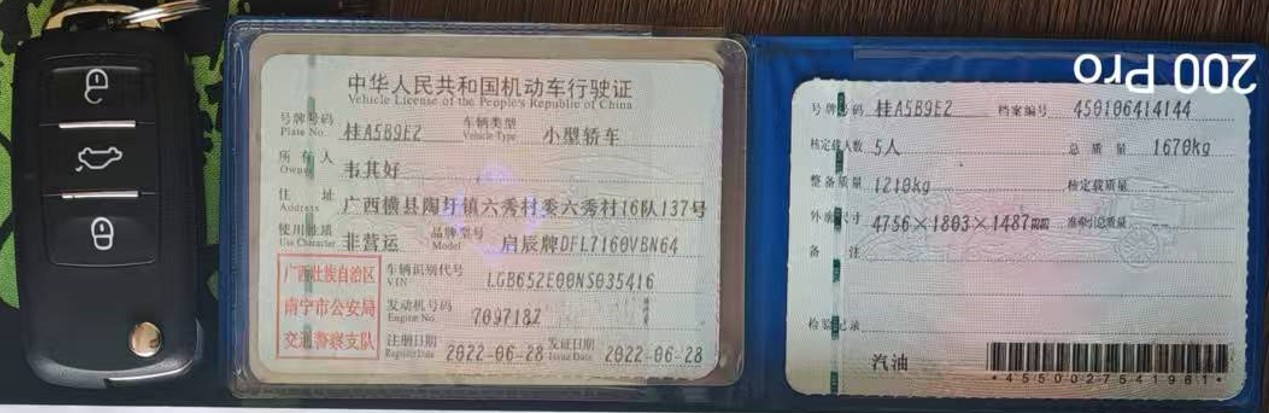 中华人民共和国机动车行驶证
Vehicle License of the People's Republic of China
号牌号码 桂A5B9E2 车辆类型 小型轿车
Plate No. Vehicle Type
所有人 韦其好
Owner
住址 广西横县陶圩镇六秀村委六秀村16队137号
Address
使用性质 非营运 品牌型号 启辰牌DFL7160VBN64
Use Character Model
广西壮族自治区
南宁市公安局
交通警察支队
车辆识别代号 LGB652E00NS035416
VIN
发动机号码 709718Z
Engine No.
注册日期 2022-06-28 发证日期 2022-06-28
Register Date Issue Date
200 Pro
号牌号码 桂A5B9E2 档案编号 450106414144
核定载人数 5人 总质量 1670kg
整备质量 1210kg 核定载质量
外廓尺寸 4756×1803×1487mm 准牵引总质量
备注
检验记录
汽油
*4550027541961*